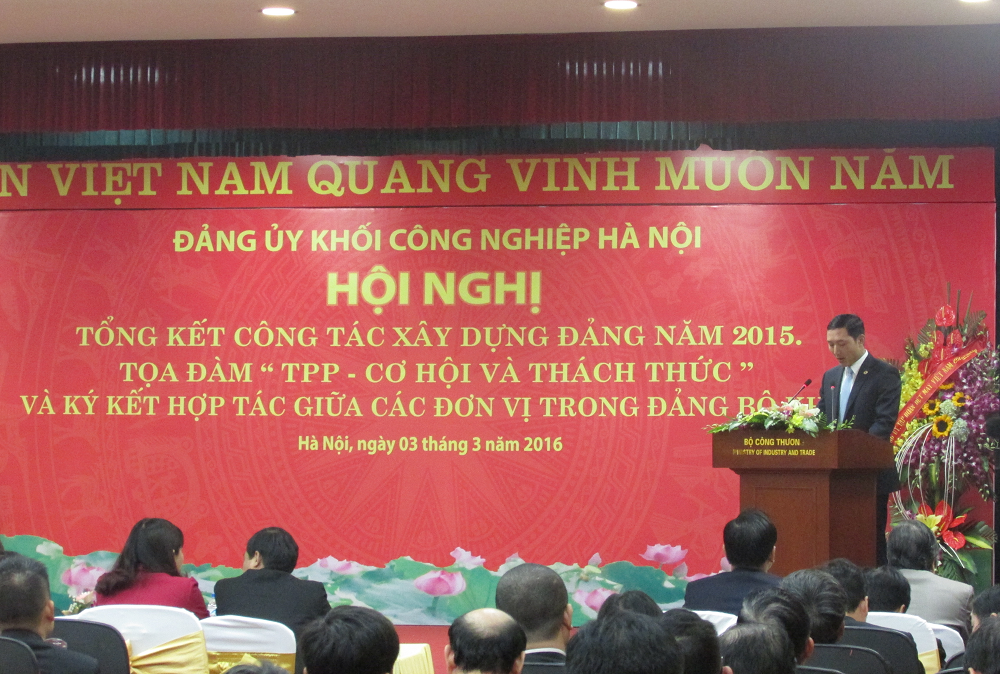 VIỆT NAM QUANG VINH MUÔN NĂM
ĐẢNG ỦY KHỐI CÔNG NGHIỆP HÀ NỘI
HỘI NGHỊ
TỔNG KẾT CÔNG TÁC XÂY DỰNG ĐẢNG NĂM 2015.
TỌA ĐÀM “ TPP - CƠ HỘI VÀ THÁCH THỨC ”
VÀ KÝ KẾT HỢP TÁC GIỮA CÁC ĐƠN VỊ TRONG ĐẢNG BỘ
Hà Nội, ngày 03 tháng 3 năm 2016
BỘ CÔNG THƯƠN
MINISTRY OF INDUSTRY AND TRADE